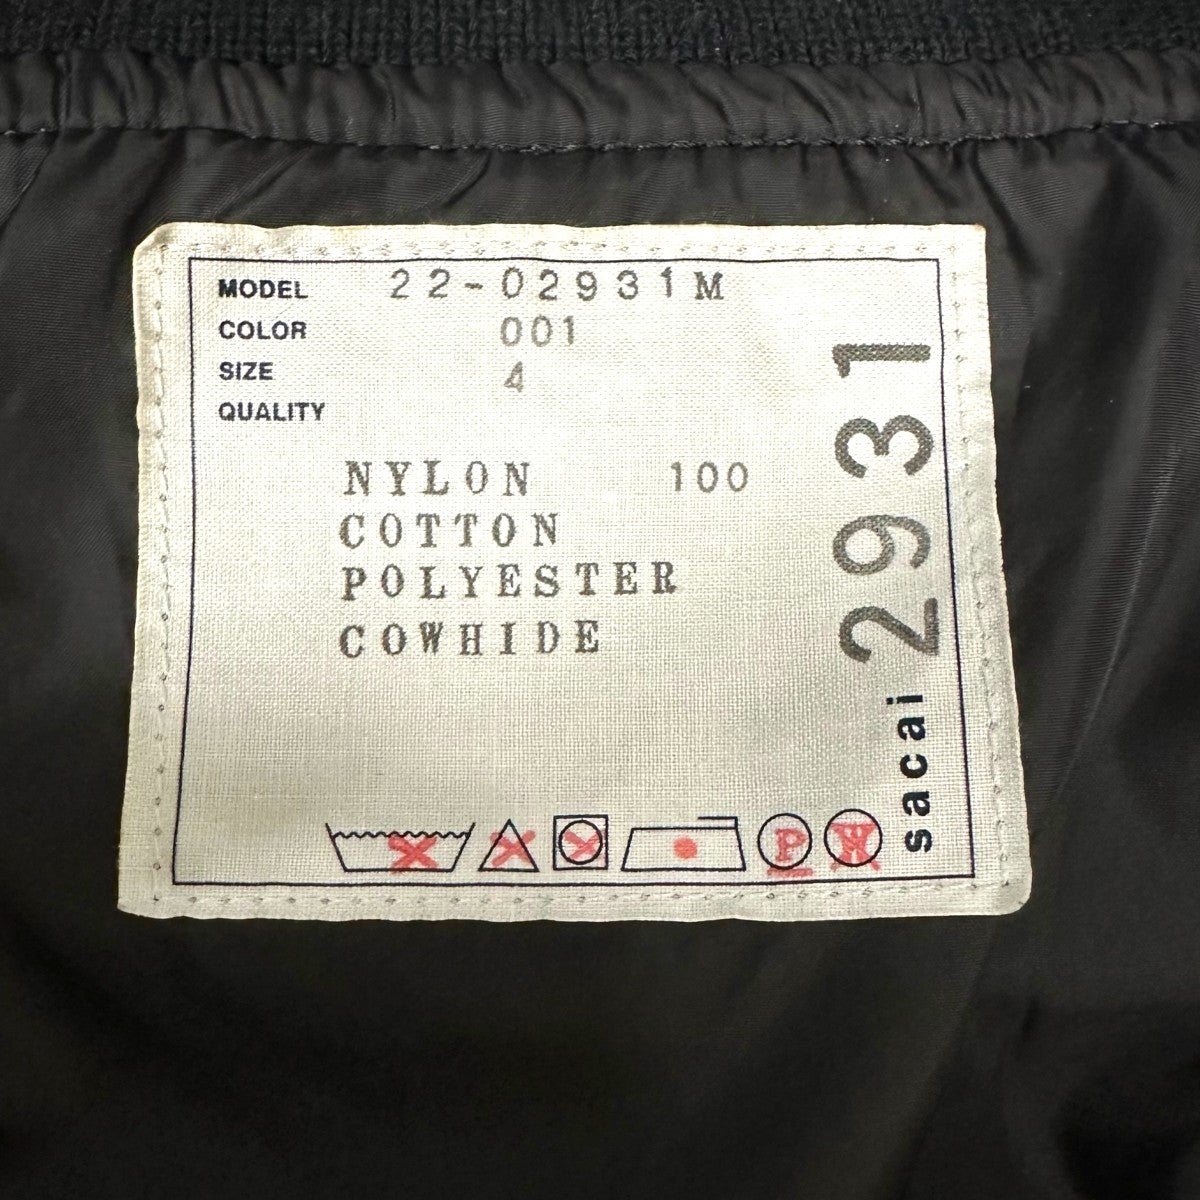 MODEL 22-02931M
COLOR 001
SIZE 4
QUALITY
NYLON 100
COTTON
POLYESTER
COWHIDE
sacai 2931
P W